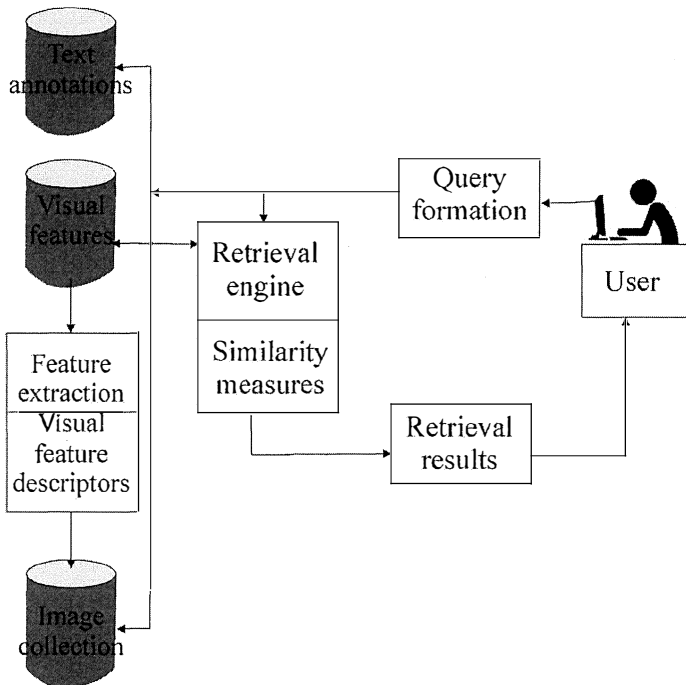 Text
annotations
Visual
features
Query
formation
Retrieval
engine
User
Similarity
measures
Feature
extraction
Visual
feature
descriptors
Retrieval
results
Image
collection